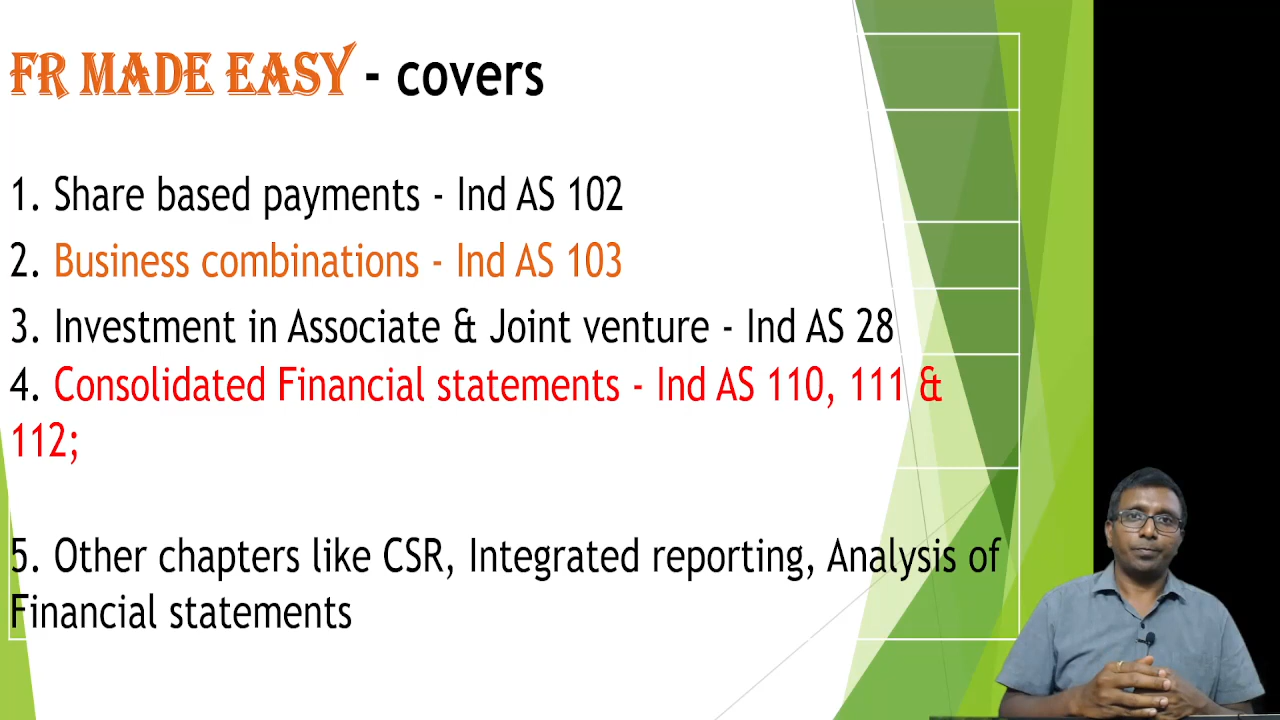 FR MADE EASY - covers
1. Share based payments - Ind AS 102
2. Business combinations - Ind AS 103
3. Investment in Associate & Joint venture - Ind AS 28
4. Consolidated Financial statements - Ind AS 110, 111 &
112;
5. Other chapters like CSR, Integrated reporting, Analysis of
Financial statements